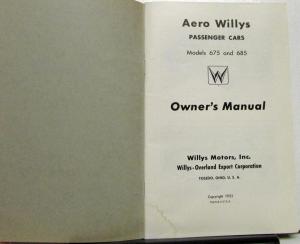 Aero Willys
PASSENGER CARS
Models 675 and 685
W
Owner's Manual
Willys Motors, Inc.
Willys-Overland Export Corporation
TOLEDO, OHIO, U. S. A.
Copyright